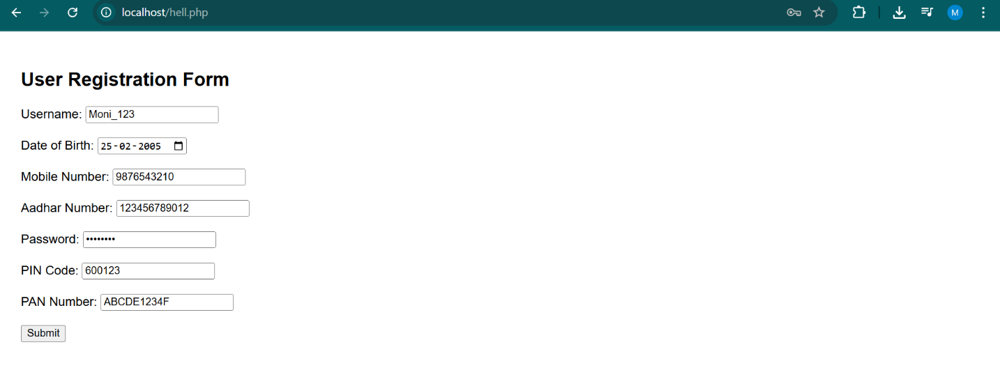 localhost/hell.php
M
User Registration Form
Username: Moni_123
Date of Birth: 25-02-2005
Mobile Number: 9876543210
Aadhar Number: 123456789012
Password: ••••••••
PIN Code: 600123
PAN Number: ABCDE1234F
Submit